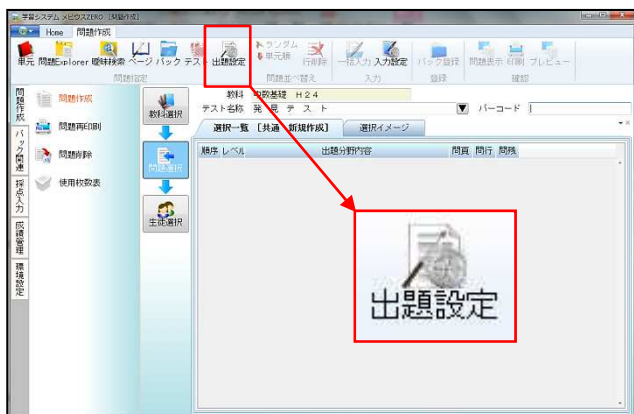 学習システム メビウスZERO [問題作成]
Home 問題作成
単元 問題Explorer 曖昧検索 ページ パック テスト 出題設定 ランダム 単元順 行削除 一括入力 入力設定 パック登録 問題表示 印刷 プレビュー
問題指定 問題並べ替え 入力 登録 確認
問題作成
パック関連
採点入力
成績管理
環境設定
問題作成
問題再印刷
問題削除
使用枚数表
教科選択
問題選択
生徒選択
教科 中数基礎 H24
テスト名称 発 見 テ ス ト バーコード
選択一覧 [共通 新規作成] 選択イメージ
順序 レベル 出題分野内容 問頁 問行 問残
出題設定